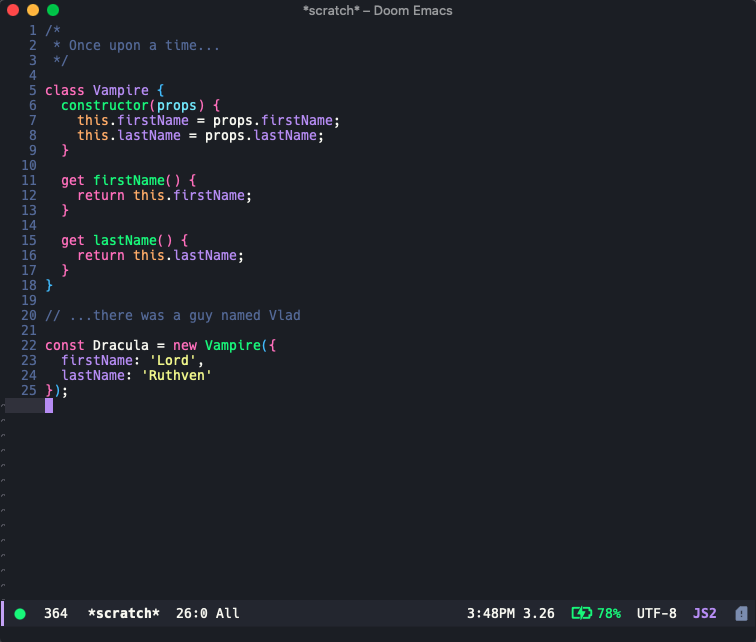 *scratch* – Doom Emacs
1 /*
2  * Once upon a time...
3  */
4
5 class Vampire {
6   constructor(props) {
7     this.firstName = props.firstName;
8     this.lastName = props.lastName;
9   }
10
11   get firstName() {
12     return this.firstName;
13   }
14
15   get lastName() {
16     return this.lastName;
17   }
18 }
19
20 // ...there was a guy named Vlad
21
22 const Dracula = new Vampire({
23   firstName: 'Lord',
24   lastName: 'Ruthven'
25 });
364 *scratch* 26:0 All 3:48PM 3.26 78% UTF-8 JS2